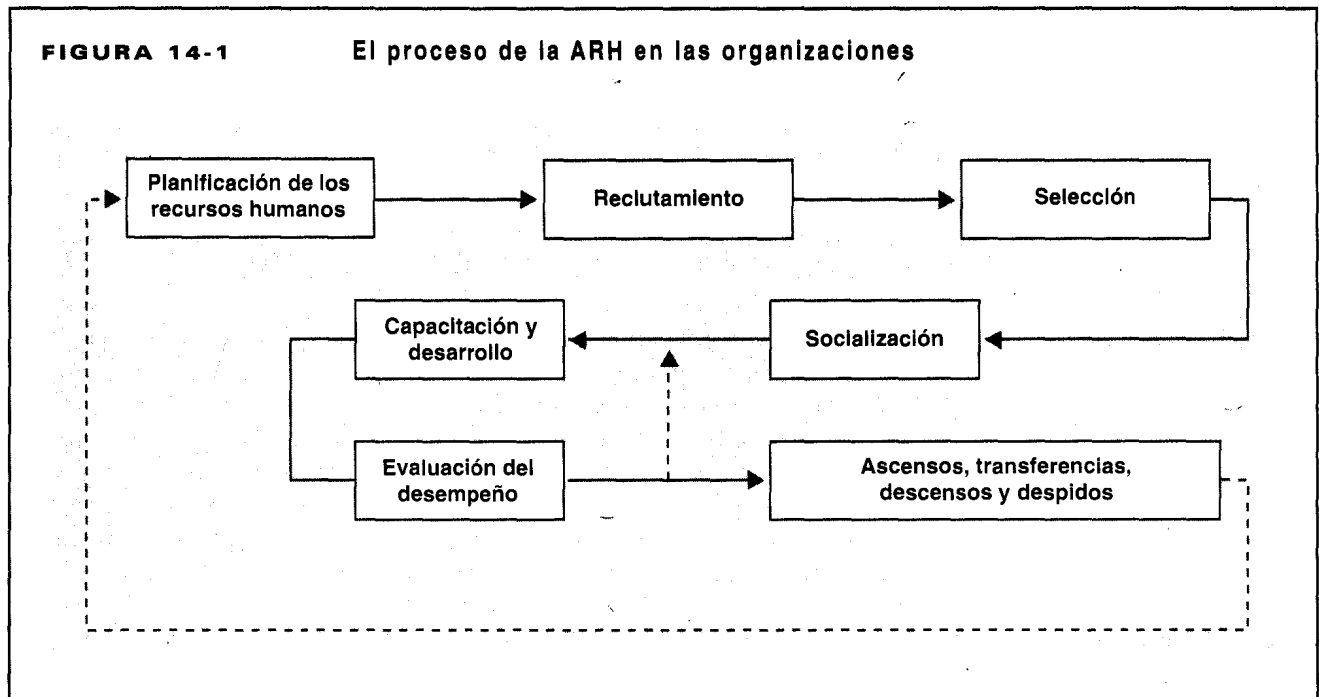 FIGURA 14-1 El proceso de la ARH en las organizaciones
Planificación de los
recursos humanos
Reclutamiento
Selección
Capacitación y
desarrollo
Socialización
Evaluación del
desempeño
Ascensos, transferencias,
descensos y despidos